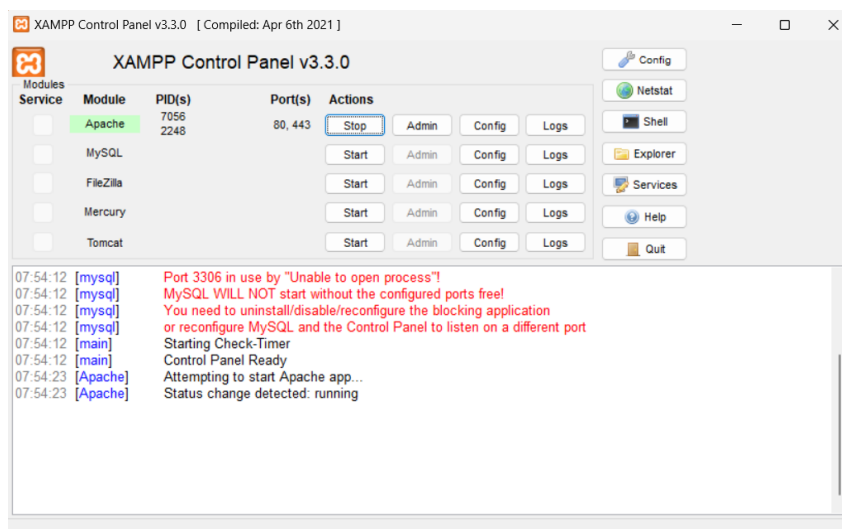 XAMPP Control Panel v3.3.0 [ Compiled: Apr 6th 2021 ]
XAMPP Control Panel v3.3.0
Config
Modules
Service Module PID(s) Port(s) Actions
Netstat
Apache 7056 2248 80, 443 Stop Admin Config Logs
Shell
MySQL Start Admin Config Logs
Explorer
FileZilla Start Admin Config Logs
Services
Mercury Start Admin Config Logs
Help
Tomcat Start Admin Config Logs
Quit
07:54:12 [mysql] Port 3306 in use by "Unable to open process"!
07:54:12 [mysql] MySQL WILL NOT start without the configured ports free!
07:54:12 [mysql] You need to uninstall/disable/reconfigure the blocking application
07:54:12 [mysql] or reconfigure MySQL and the Control Panel to listen on a different port
07:54:12 [main] Starting Check-Timer
07:54:12 [main] Control Panel Ready
07:54:23 [Apache] Attempting to start Apache app...
07:54:23 [Apache] Status change detected: running